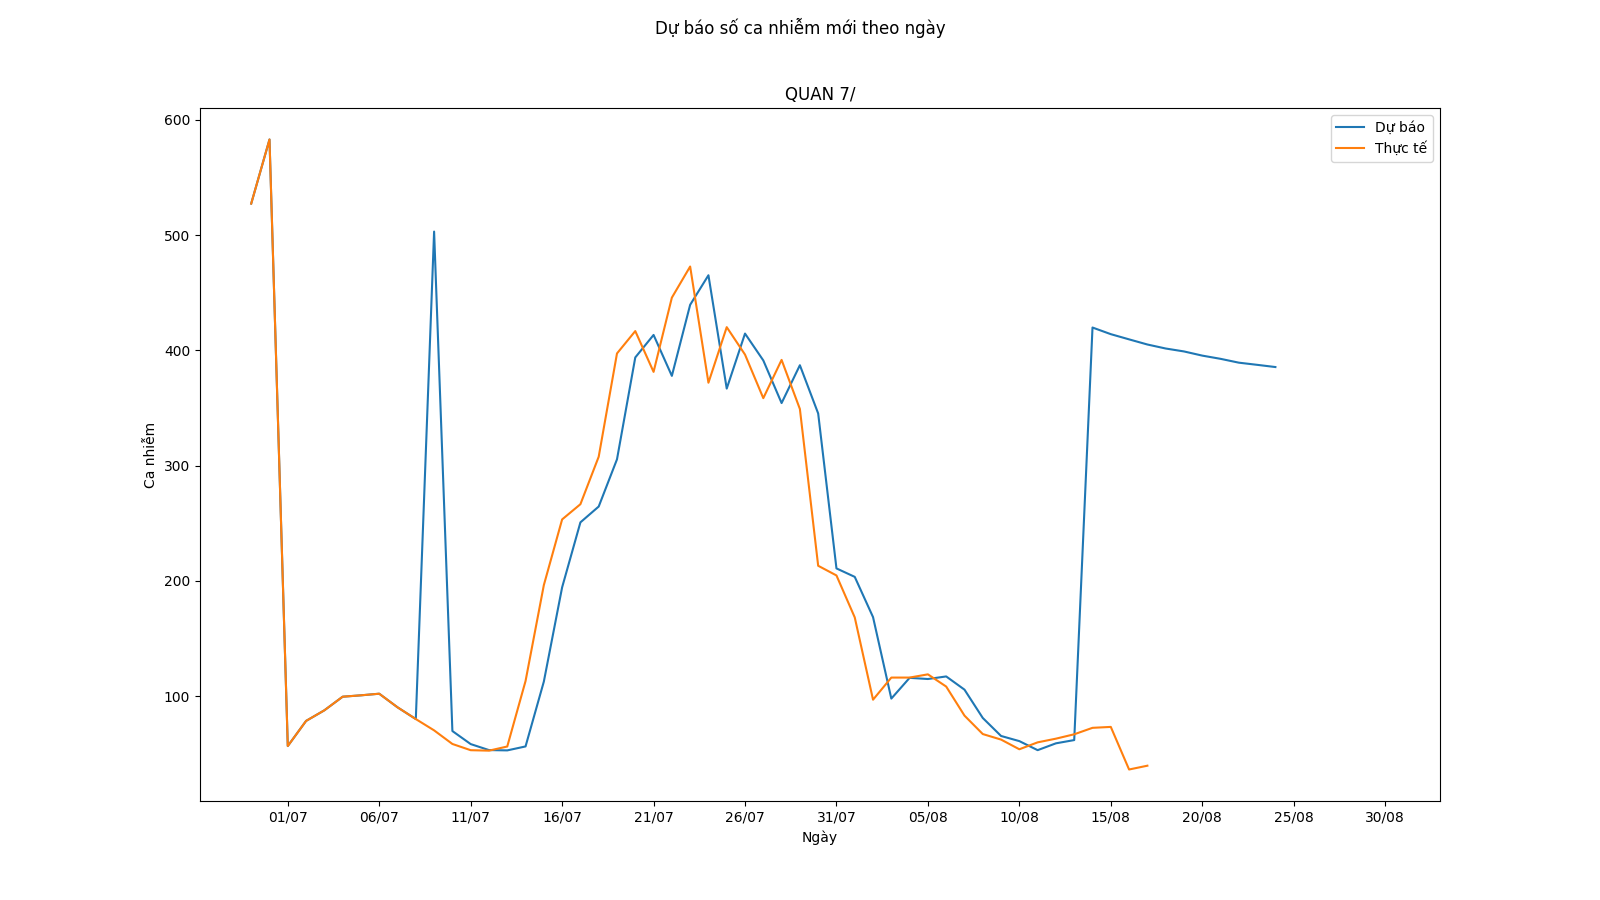 Dự báo số ca nhiễm mới theo ngày
QUAN 7/
Dự báo
Thực tế
600
500
400
300
200
100
Ca nhiễm
01/07 06/07 11/07 16/07 21/07 26/07 31/07 05/08 10/08 15/08 20/08 25/08 30/08
Ngày